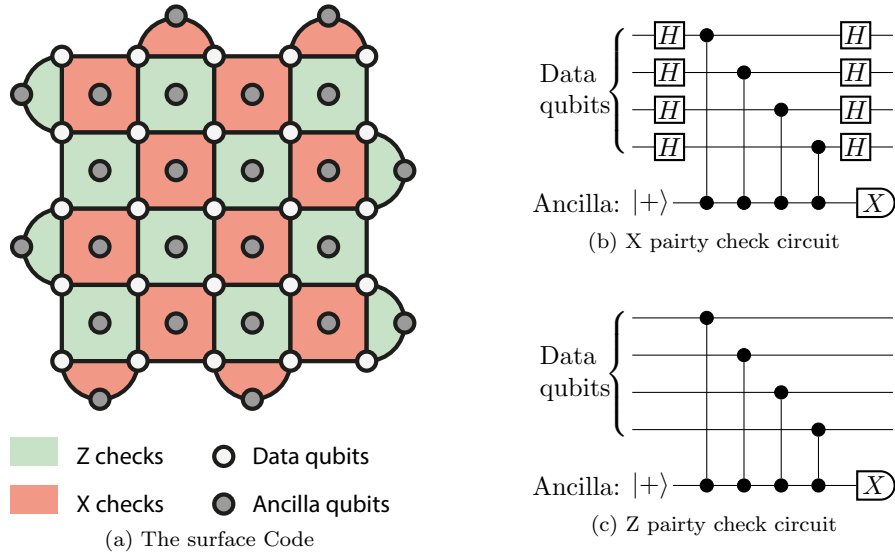 Z checks
Data qubits
X checks
Ancilla qubits
(a) The surface Code
H
H
Data
H
H
qubits
H
H
H
H
Ancilla: |+⟩
X
(b) X pairty check circuit
Data
qubits
Ancilla: |+⟩
X
(c) Z pairty check circuit